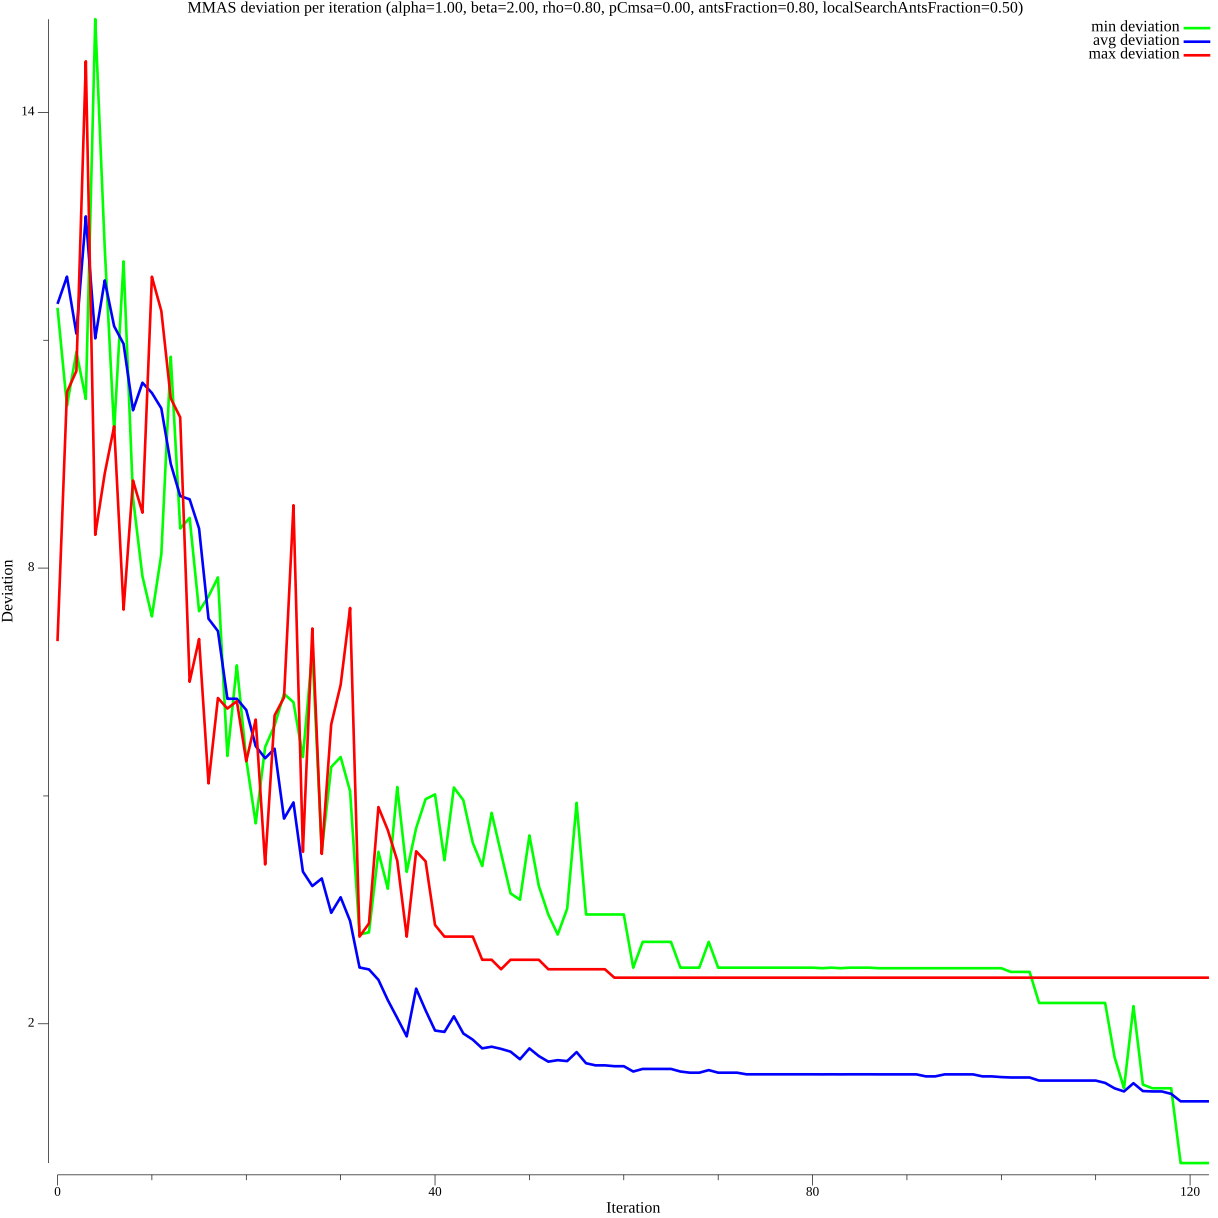 MMAS deviation per iteration (alpha=1.00, beta=2.00, rho=0.80, pCmsa=0.00, antsFraction=0.80, localSearchAntsFraction=0.50)
min deviation
avg deviation
max deviation
14
8
2
Deviation
0
40
80
120
Iteration